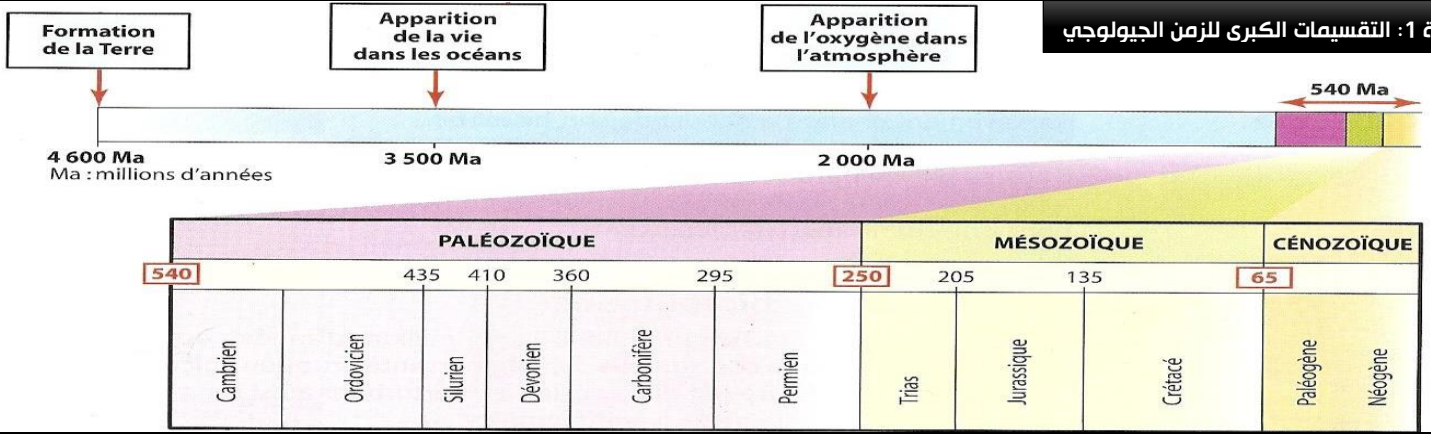 ة 1: التقسيمات الكبرى للزمن الجيولوجي
Formation
de la Terre
Apparition
de la vie
dans les océans
Apparition
de l'oxygène dans
l'atmosphère
540 Ma
4 600 Ma
3 500 Ma
2 000 Ma
Ma : millions d'années
PALÉOZOÏQUE
MÉSOZOÏQUE
CÉNOZOÏQUE
540
435
410
360
295
250
205
135
65
Cambrien
Ordovicien
Silurien
Dévonien
Carbonifère
Permien
Trias
Jurassique
Crétacé
Paléogène
Néogène